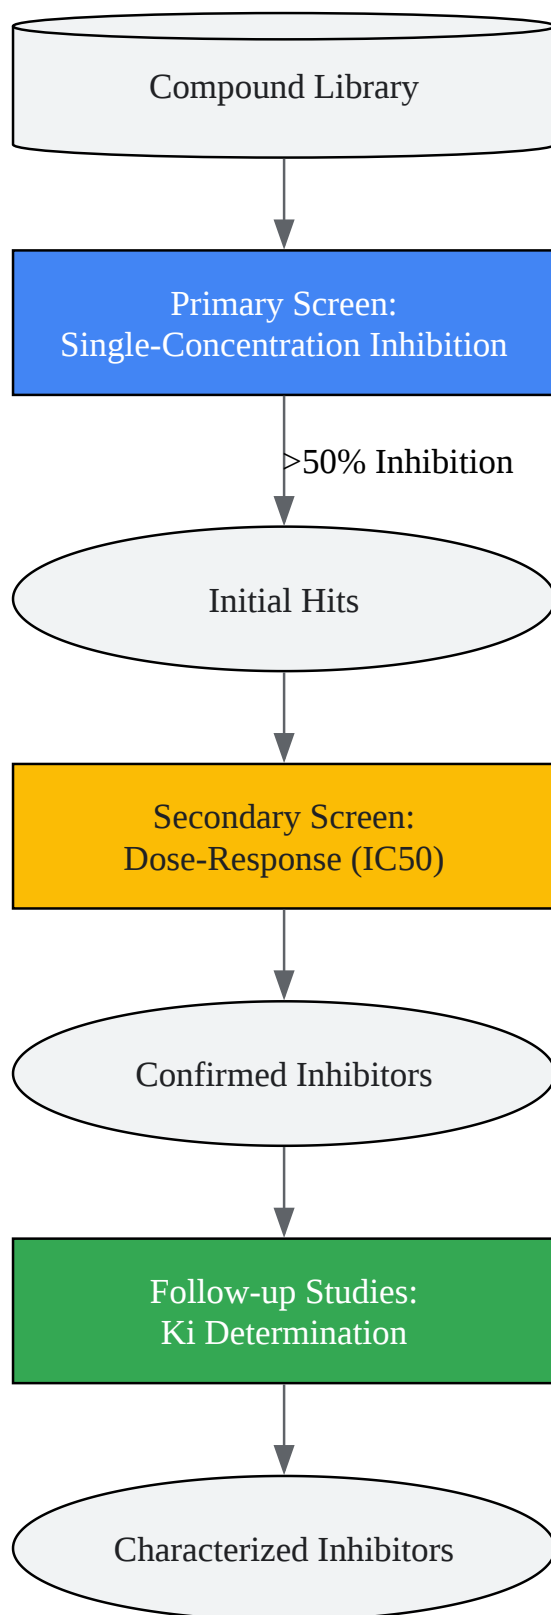 Compound Library
Primary Screen:
Single-Concentration Inhibition
>50% Inhibition
Initial Hits
Secondary Screen:
Dose-Response (IC50)
Confirmed Inhibitors
Follow-up Studies:
Ki Determination
Characterized Inhibitors